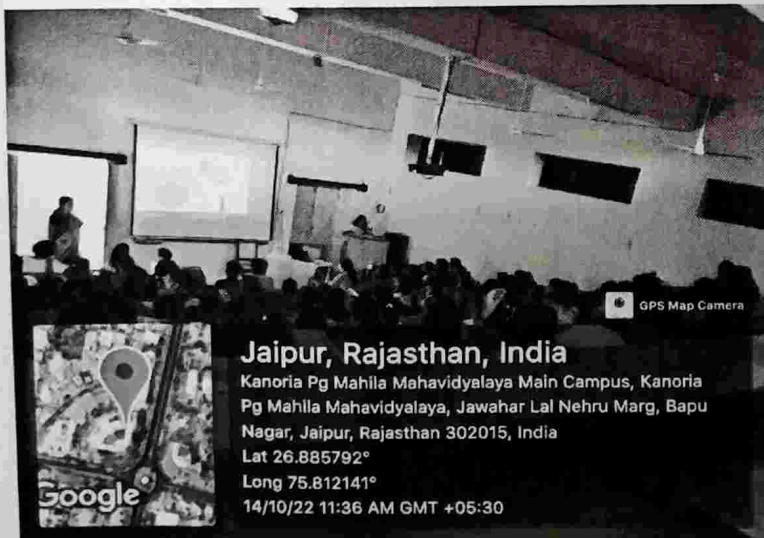 GPS Map Camera
Jaipur, Rajasthan, India
Kanoria Pg Mahila Mahavidyalaya Main Campus, Kanoria
Pg Mahila Mahavidyalaya, Jawahar Lal Nehru Marg, Bapu
Nagar, Jaipur, Rajasthan 302015, India
Lat 26.885792°
Long 75.812141°
14/10/22 11:36 AM GMT +05:30
Google